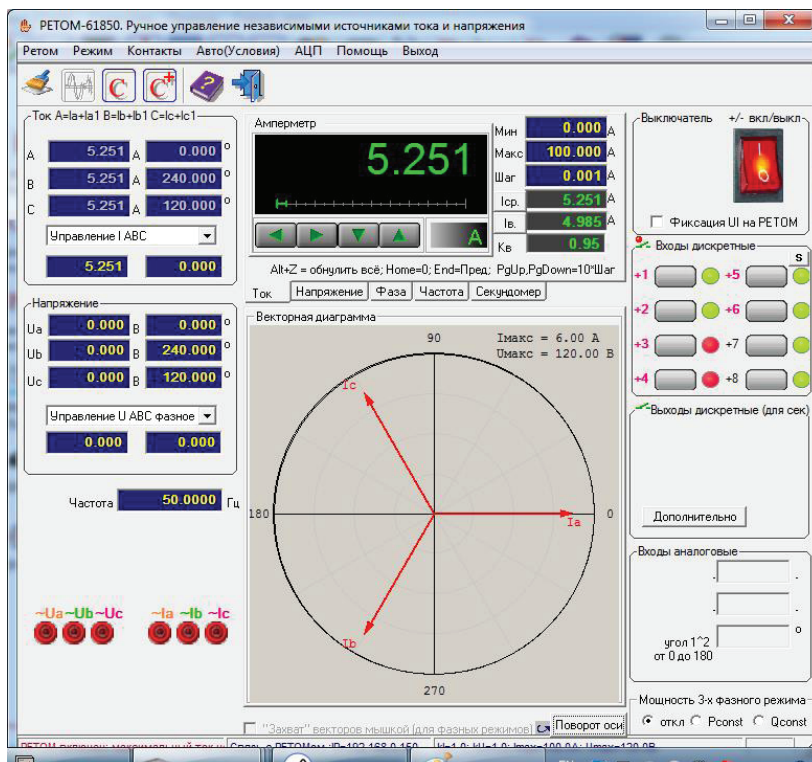 РЕТОМ-61850. Ручное управление независимыми источниками тока и напряжения
Ретом Режим Контакты Авто(Условия) АЦП Помощь Выход
C C+ ?
Ток A=Ia+Ia1 B=Ib+Ib1 C=Ic+Ic1
A 5.251 A 0.000 °
B 5.251 A 240.000 °
C 5.251 A 120.000 °
Управление I ABC
5.251 0.000
Напряжение
Ua 0.000 В 0.000 °
Ub 0.000 В 240.000 °
Uc 0.000 В 120.000 °
Управление U ABC фазное
0.000 0.000
Частота 50.0000 Гц
~Ua ~Ub ~Uc ~Ia ~Ib ~Ic
Амперметр
5.251
A
Мин 0.000 A
Макс 100.000 A
Шаг 0.001 A
Iср. 5.251 A
Iв. 4.985 A
Кв 0.95
Alt+Z = обнулить всё; Home=0; End=Пред; PgUp,PgDown=10*Шаг
Ток Напряжение Фаза Частота Секундомер
Векторная диаграмма
Iмакс = 6.00 А
Uмакс = 120.00 В
90
Ic
180
Ia
0
Ib
270
"Захват" векторов мышкой (для фазных режимов) Поворот оси
Выключатель +/- вкл/выкл
Фиксация UI на РЕТОМ
Входы дискретные
S
+1 +5
+2 +6
+3 +7
+4 +8
Выходы дискретные (для сек)
Дополнительно
Входы аналоговые
угол 1^2 °
от 0 до 180
Мощность 3-х фазного режима
откл Pconst Qconst